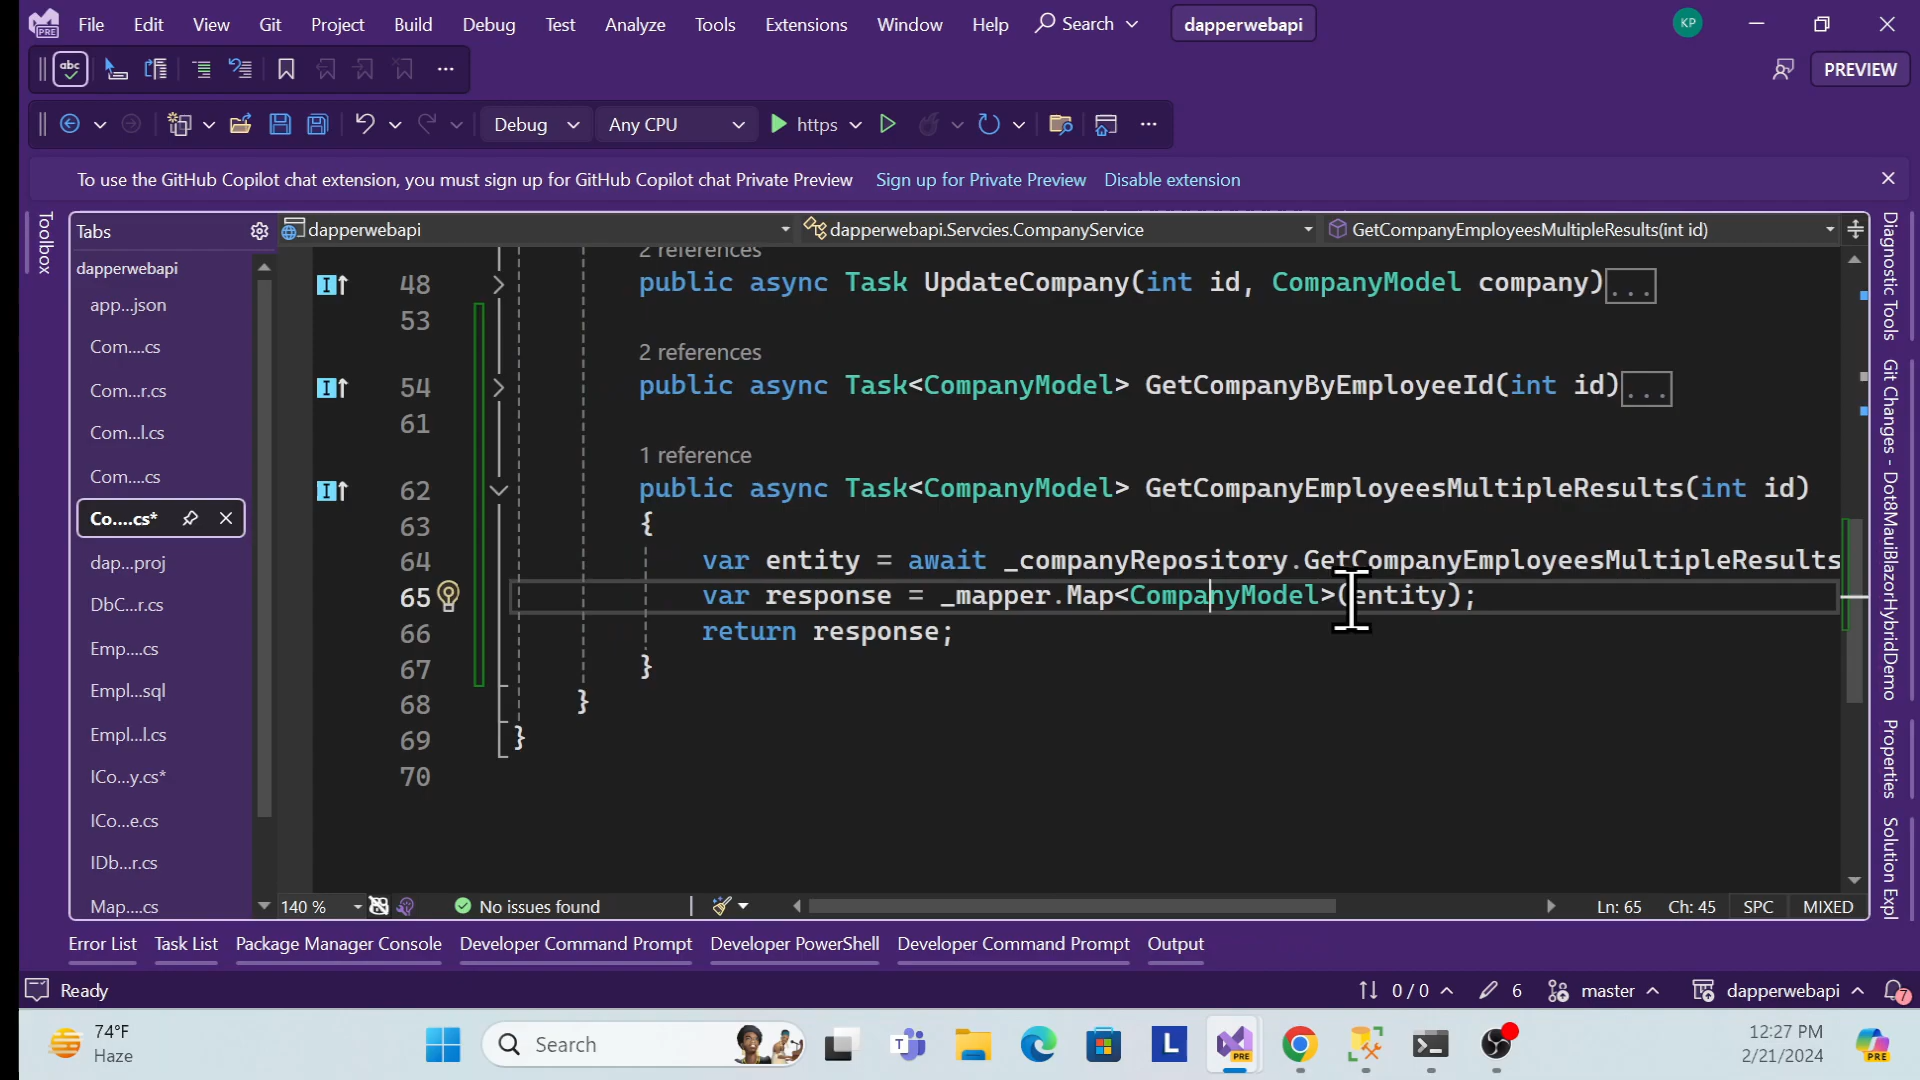 File Edit View Git Project Build Debug Test Analyze Tools Extensions Window Help Search dapperwebapi KP
abc PREVIEW
Debug Any CPU https
To use the GitHub Copilot chat extension, you must sign up for GitHub Copilot chat Private Preview Sign up for Private Preview Disable extension
Toolbox
Tabs
dapperwebapi
app...json
Com....cs
Com...r.cs
Com...l.cs
Com....cs
Co....cs*
dap...proj
DbC...r.cs
Emp....cs
Empl...sql
Empl...l.cs
ICo...y.cs*
ICo...e.cs
IDb...r.cs
Map....cs
dapperwebapi dapperwebapi.Servcies.CompanyService GetCompanyEmployeesMultipleResults(int id)
2 references
48 public async Task UpdateCompany(int id, CompanyModel company)...
53
2 references
54 public async Task<CompanyModel> GetCompanyByEmployeeId(int id)...
61
1 reference
62 public async Task<CompanyModel> GetCompanyEmployeesMultipleResults(int id)
63 {
64 var entity = await _companyRepository.GetCompanyEmployeesMultipleResults
65 var response = _mapper.Map<CompanyModel>(entity);
66 return response;
67 }
68 }
69 }
70
140 % No issues found Ln: 65 Ch: 45 SPC MIXED
Diagnostic Tools
Git Changes - Dot8MauiBlazorHybridDemo
Properties
Solution Expl
Error List Task List Package Manager Console Developer Command Prompt Developer PowerShell Developer Command Prompt Output
Ready 0 / 0 6 master dapperwebapi 7
74°F
Haze
Search
T
L
PRE
12:27 PM
2/21/2024
PRE